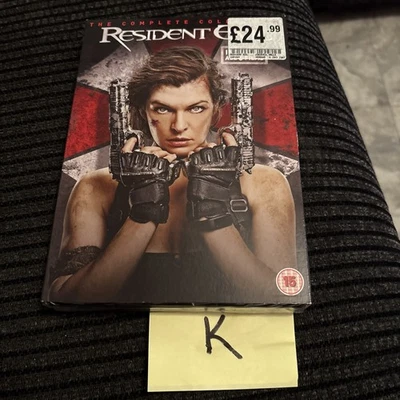 THE COMPLETE COL
RESIDENT E
£24.99
15
K